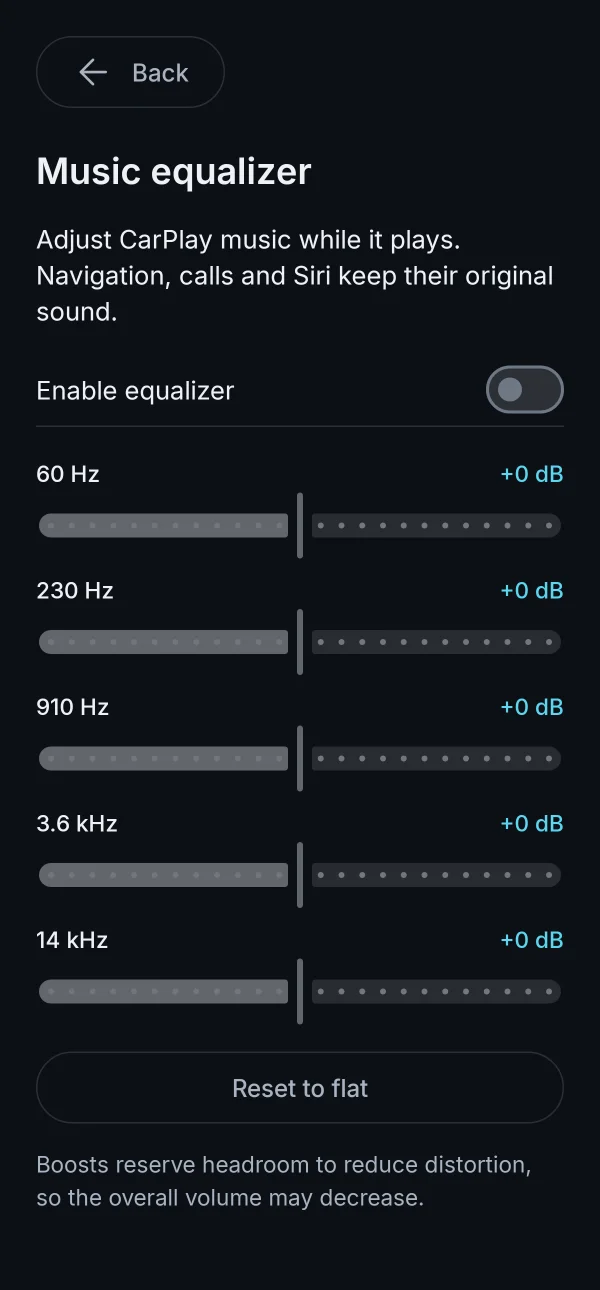 Back
Music equalizer
Adjust CarPlay music while it plays.
Navigation, calls and Siri keep their original
sound.
Enable equalizer
60 Hz +0 dB
230 Hz +0 dB
910 Hz +0 dB
3.6 kHz +0 dB
14 kHz +0 dB
Reset to flat
Boosts reserve headroom to reduce distortion,
so the overall volume may decrease.